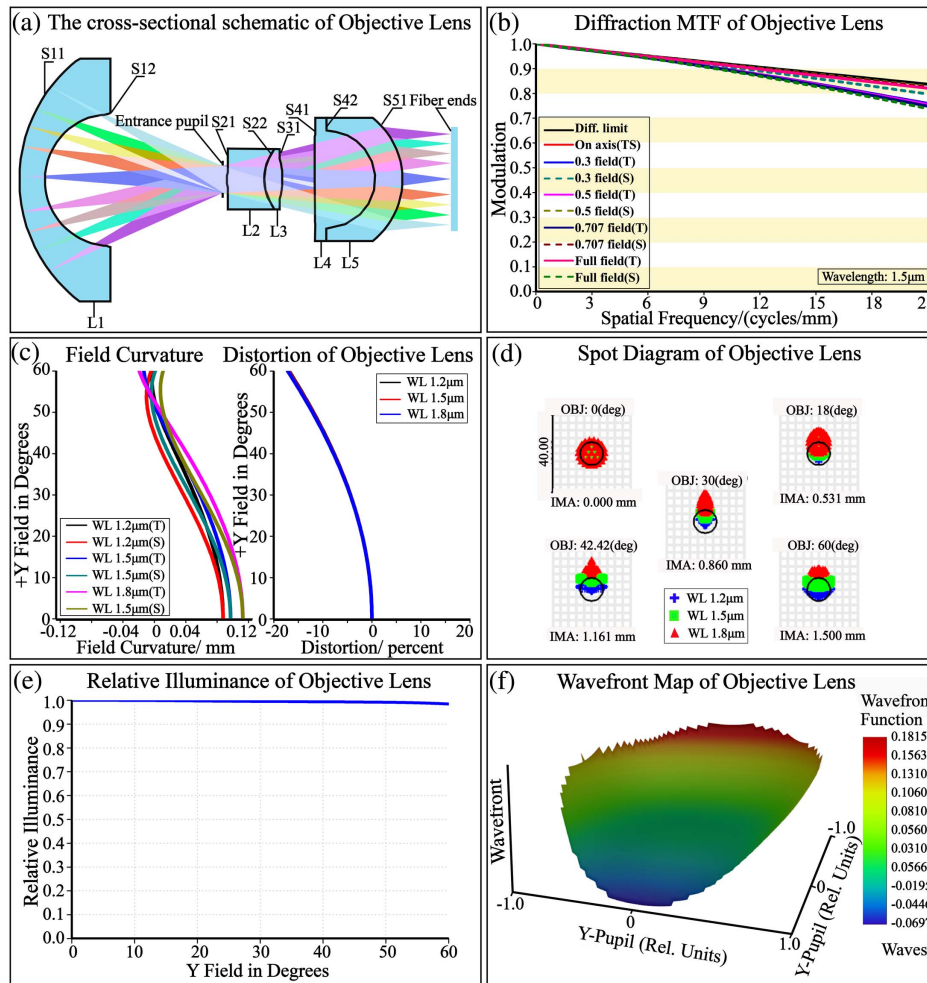 (a) The cross-sectional schematic of Objective Lens
S11
S12
Entrance pupil
S21
S22
S31
S41
S42
S51
Fiber ends
L1
L2
L3
L4
L5
(b) Diffraction MTF of Objective Lens
Modulation
1.0
0.9
0.8
0.7
0.6
0.5
0.4
0.3
0.2
0.1
0.0
Diff. limit
On axis(TS)
0.3 field(T)
0.3 field(S)
0.5 field(T)
0.5 field(S)
0.707 field(T)
0.707 field(S)
Full field(T)
Full field(S)
Wavelength: 1.5μm
0 3 6 9 12 15 18 2
Spatial Frequency/(cycles/mm)
(c) Field Curvature
+Y Field in Degrees
60
50
40
30
20
10
0
WL 1.2μm(T)
WL 1.2μm(S)
WL 1.5μm(T)
WL 1.5μm(S)
WL 1.8μm(T)
WL 1.5μm(S)
-0.12 -0.04 0 0.04 0.12
Field Curvature/ mm
Distortion of Objective Lens
+Y Field in Degrees
60
50
40
30
20
10
0
WL 1.2μm
WL 1.5μm
WL 1.8μm
-20 -10 0 10 20
Distortion/ percent
(d) Spot Diagram of Objective Lens
OBJ: 0(deg)
40.00
IMA: 0.000 mm
OBJ: 18(deg)
IMA: 0.531 mm
OBJ: 30(deg)
IMA: 0.860 mm
OBJ: 42.42(deg)
IMA: 1.161 mm
OBJ: 60(deg)
IMA: 1.500 mm
WL 1.2μm
WL 1.5μm
WL 1.8μm
(e) Relative Illuminance of Objective Lens
Relative Illuminance
1.0
0.9
0.8
0.7
0.6
0.5
0.4
0.3
0.2
0.1
0.0
0 10 20 30 40 50 60
Y Field in Degrees
(f) Wavefront Map of Objective Lens
Wavefront
-1.0
0
1.0
Y-Pupil (Rel. Units)
-1.0
0
Y-Pupil (Rel. Units)
Wavefron
Function
0.1815
0.1563
0.1310
0.0810
0.0560
0.0310
0.0566
-0.0195
-0.0446
-0.0697
Waves